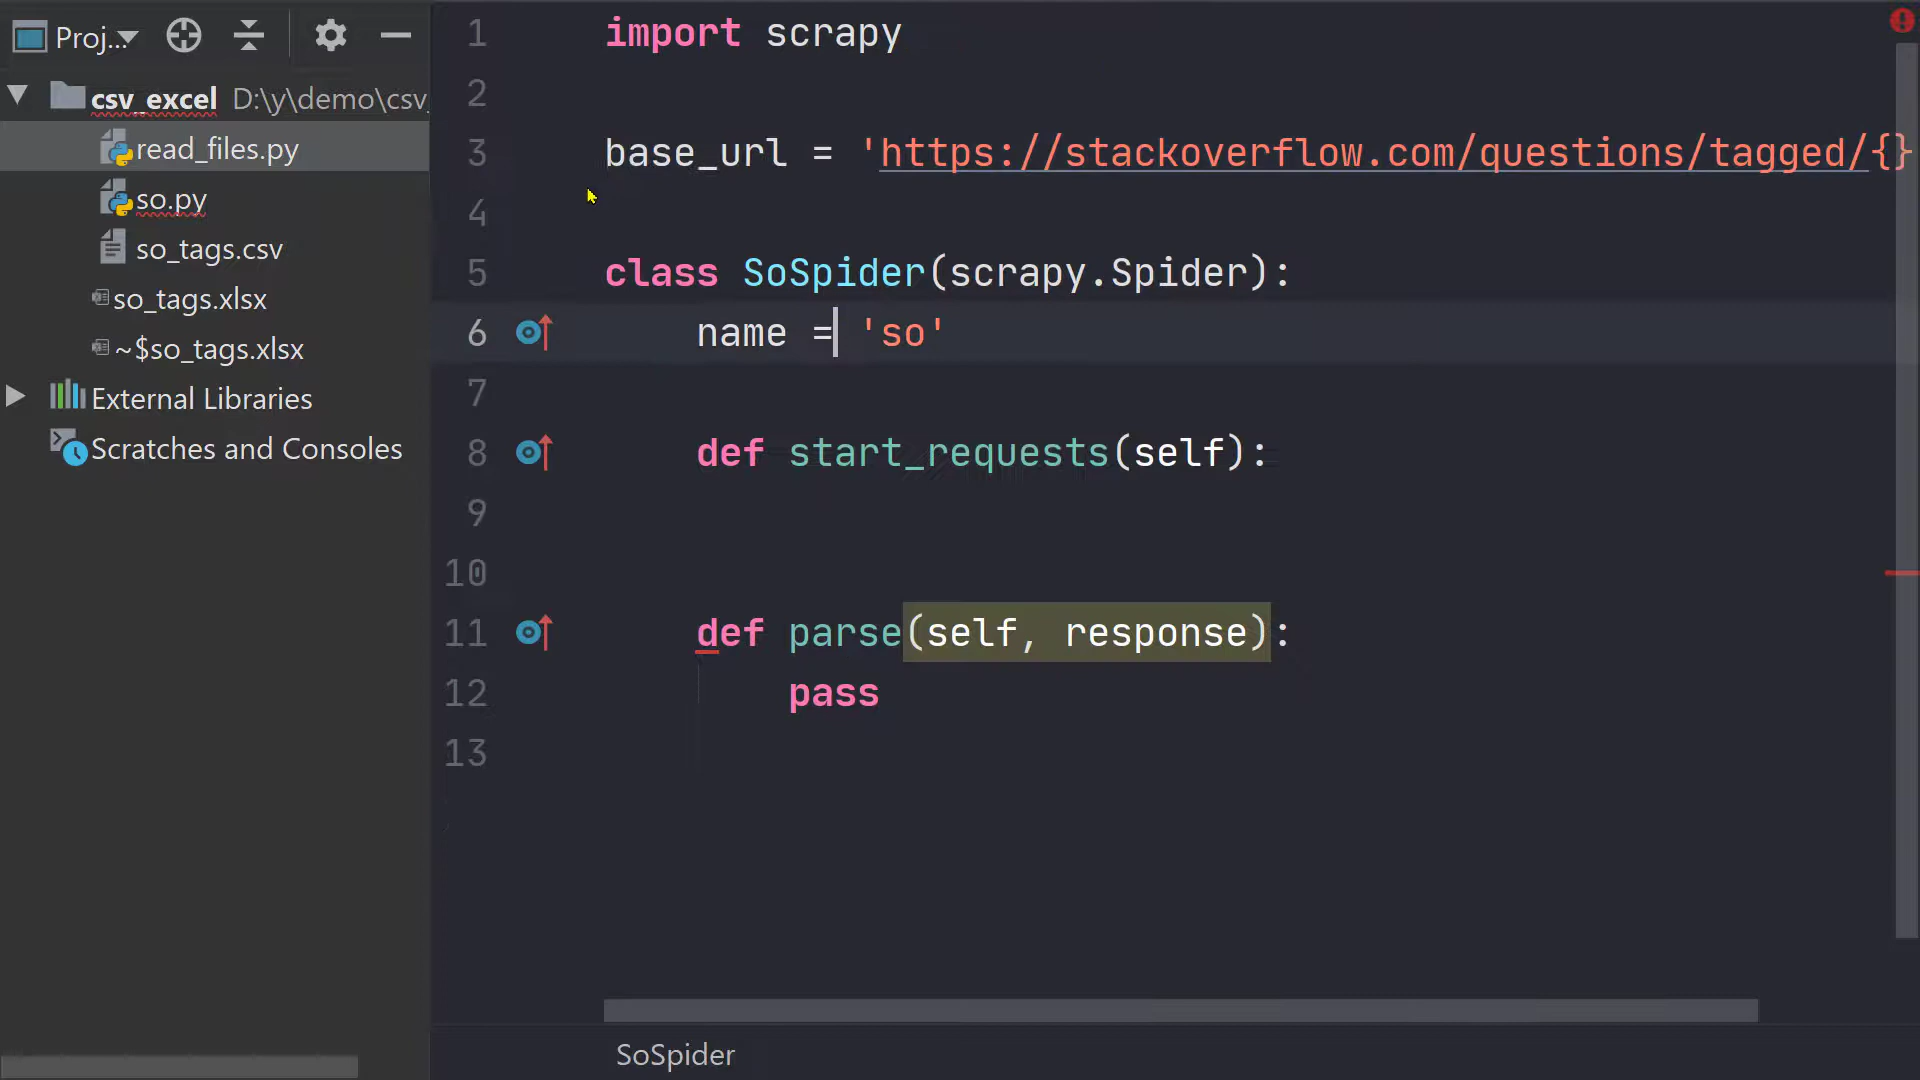 Proj...
csv_excel D:\y\demo\csv_
read_files.py
so.py
so_tags.csv
so_tags.xlsx
~$so_tags.xlsx
External Libraries
Scratches and Consoles
1 import scrapy
2
3 base_url = 'https://stackoverflow.com/questions/tagged/{}
4
5 class SoSpider(scrapy.Spider):
6 name = 'so'
7
8 def start_requests(self):
9
10
11 def parse(self, response):
12 pass
13
SoSpider